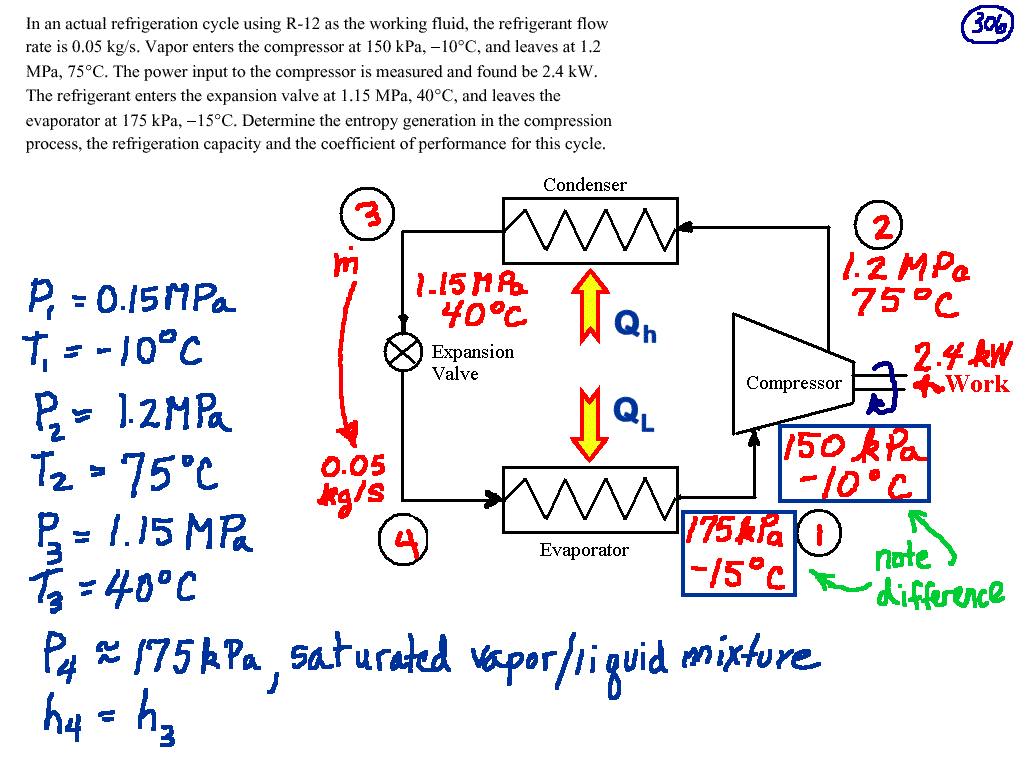 306
In an actual refrigeration cycle using R-12 as the working fluid, the refrigerant flow
rate is 0.05 kg/s. Vapor enters the compressor at 150 kPa, −10°C, and leaves at 1.2
MPa, 75°C. The power input to the compressor is measured and found be 2.4 kW.
The refrigerant enters the expansion valve at 1.15 MPa, 40°C, and leaves the
evaporator at 175 kPa, −15°C. Determine the entropy generation in the compression
process, the refrigeration capacity and the coefficient of performance for this cycle.
Condenser
3
2
ṁ
1.15 MPa
40°C
1.2 MPa
75°C
Qh
Expansion
Valve
2.4 kW
Work
Compressor
QL
150 kPa
-10°C
0.05
kg/s
4
Evaporator
175 kPa
-15°C
1
note
difference
P₁ = 0.15 MPa
T₁ = -10°C
P₂ = 1.2 MPa
T₂ = 75°C
P₃ = 1.15 MPa
T₃ = 40°C
P₄ ≈ 175 kPa, saturated vapor/liquid mixture
h₄ = h₃